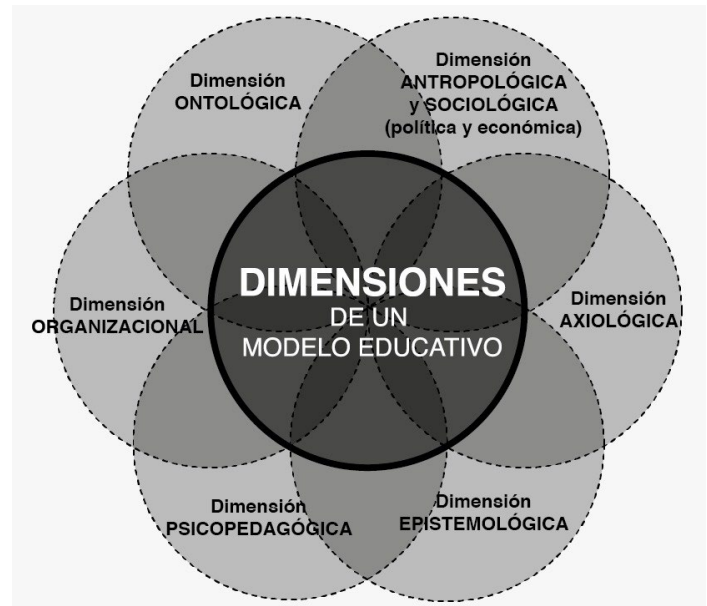 Dimensión
ONTOLÓGICA
Dimensión
ANTROPOLÓGICA
y SOCIOLÓGICA
(política y económica)
DIMENSIONES
DE UN
MODELO EDUCATIVO
Dimensión
ORGANIZACIONAL
Dimensión
AXIOLÓGICA
Dimensión
PSICOPEDAGÓGICA
Dimensión
EPISTEMOLÓGICA